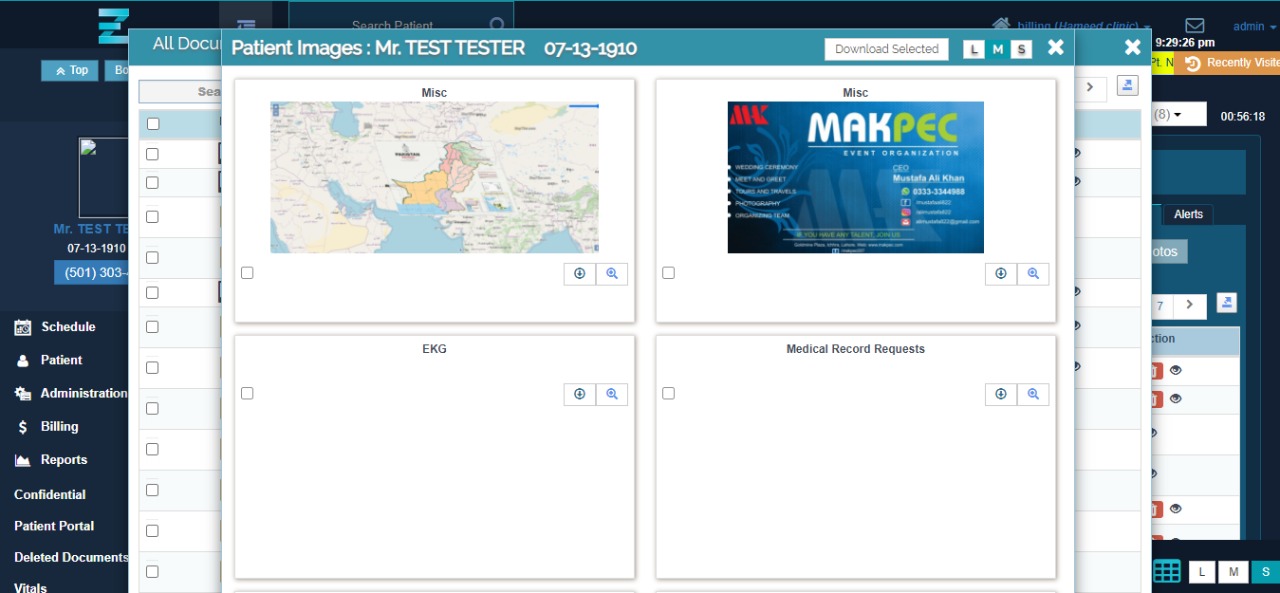 Search Patient
billing (Hameed clinic)
admin
9:29:26 pm
All Docu
Patient Images : Mr. TEST TESTER 07-13-1910
Download Selected
L M S
Top
Bo
Pt. N
Recently Visite
Sea
(8)
00:56:18
Misc
Misc
PAKISTAN
MAKPEC
EVENT ORGANIZATION
WEDDING CEREMONY
MEET AND GREET
TOURS AND TRAVELS
PHOTOGRAPHY
ORGANIZING TEAM
CEO
Mustafa Ali Khan
0333-3344988
IF YOU HAVE ANY TALENT, JOIN US
Mr. TEST TE
07-13-1910
(501) 303-4
Alerts
otos
7
ction
Schedule
Patient
Administration
Billing
Reports
Confidential
Patient Portal
Deleted Documents
Vitals
EKG
Medical Record Requests
L M S